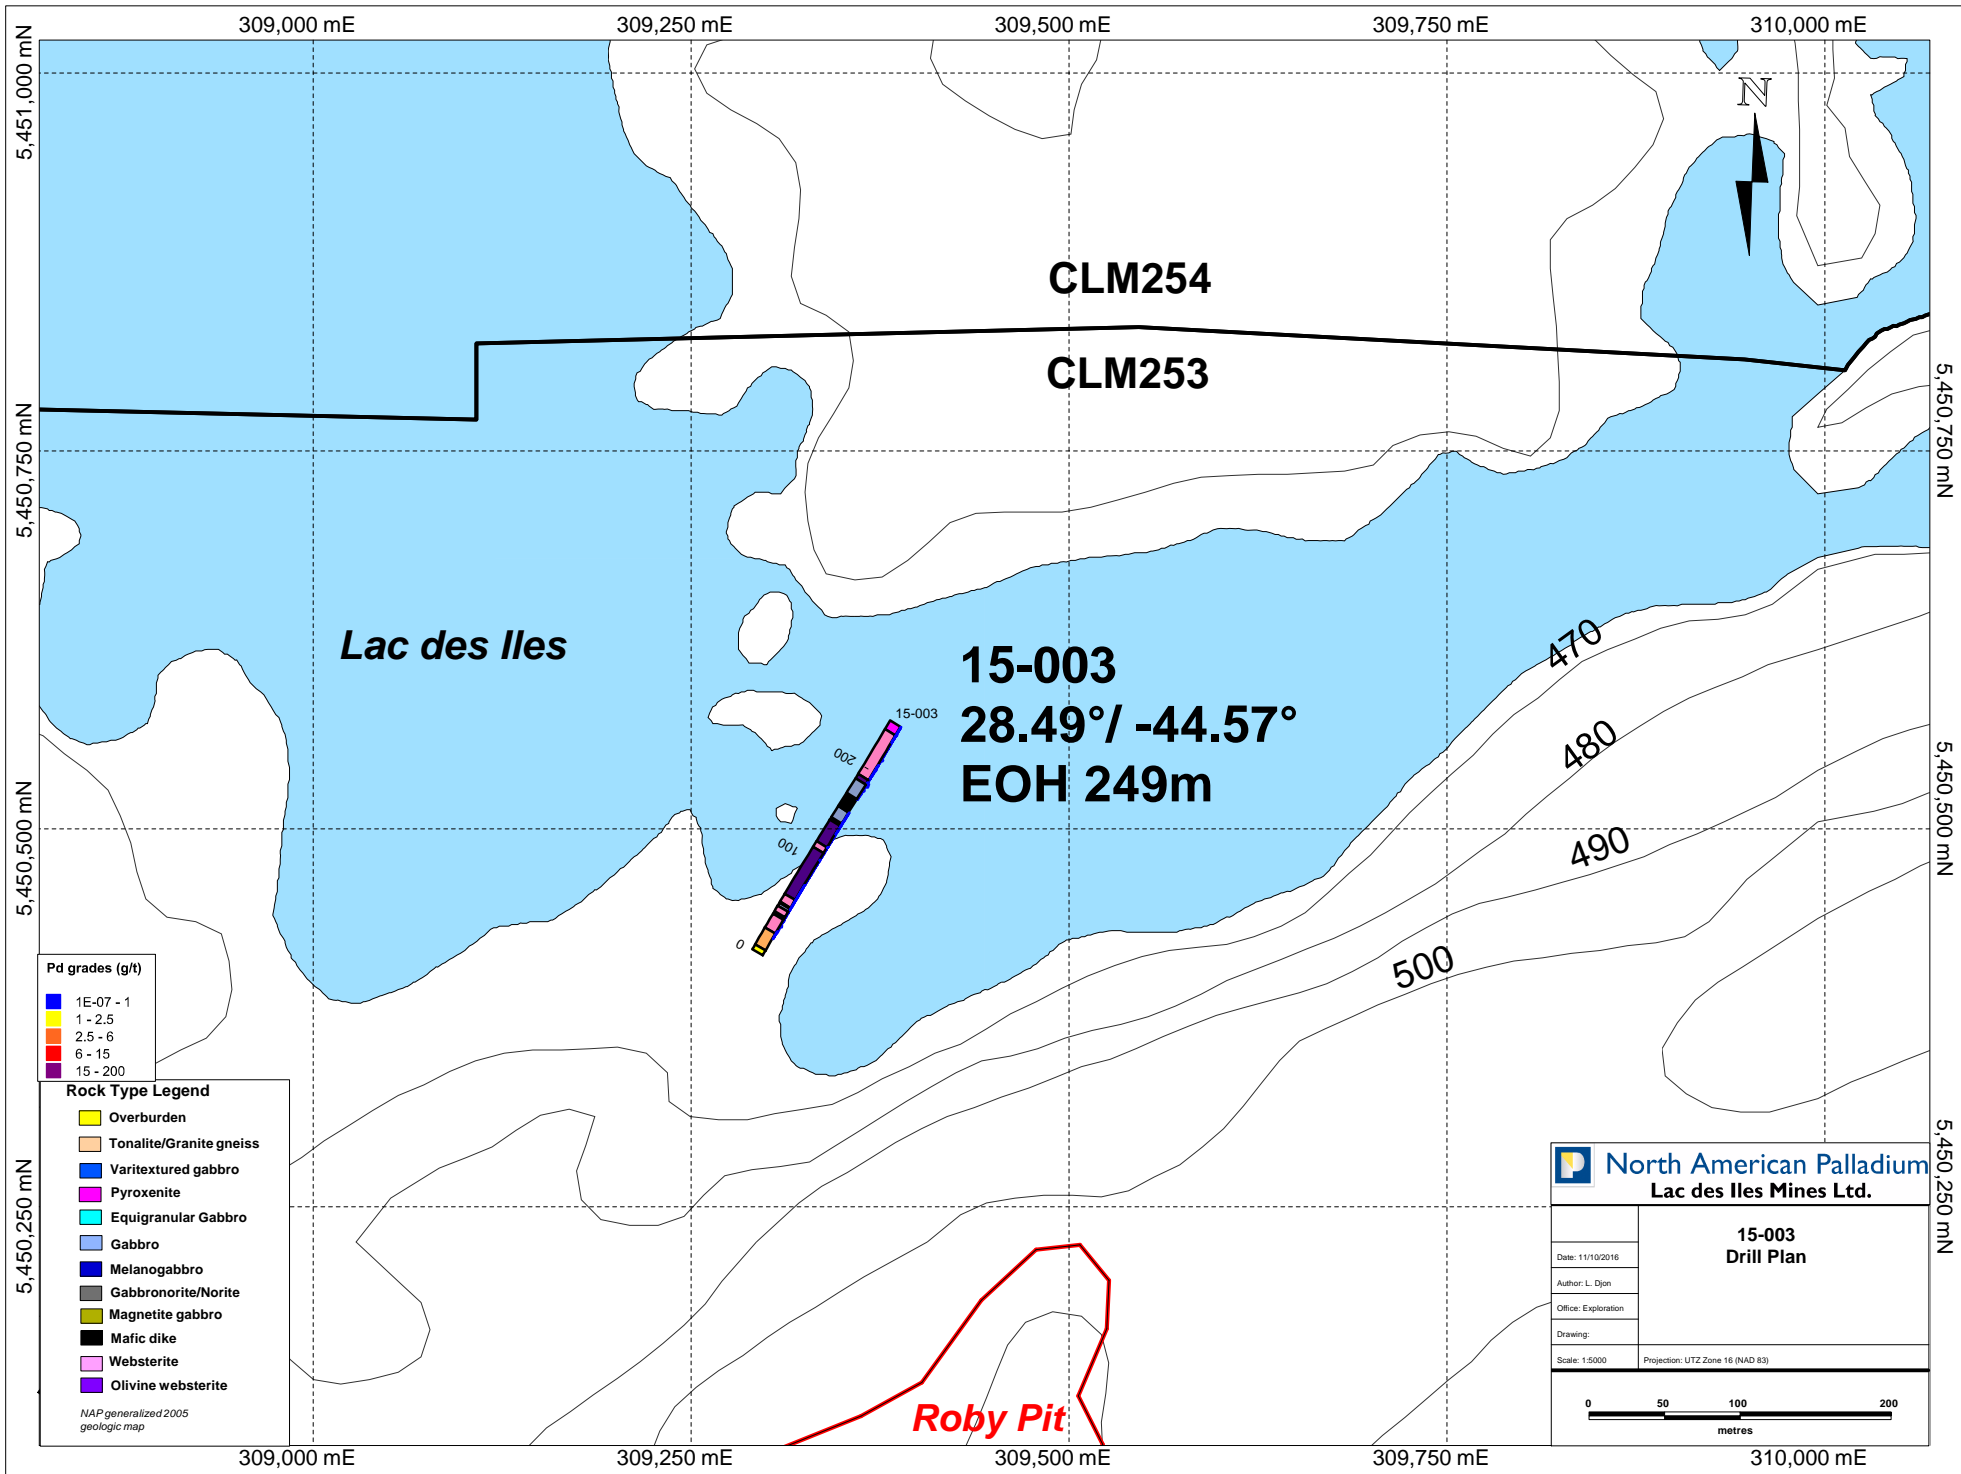 309,000 mE
309,250 mE
309,500 mE
309,750 mE
310,000 mE
5,451,000 mN
N
CLM254
CLM253
5,450,750 mN
5,450,750 mN
Lac des Iles
470
15-003
28.49°/ -44.57°
EOH 249m
15-003
200
100
0
480
490
500
5,450,500 mN
5,450,500 mN
Pd grades (g/t)
1E-07 - 1
1 - 2.5
2.5 - 6
6 - 15
15 - 200
Rock Type Legend
Overburden
Tonalite/Granite gneiss
Varitextured gabbro
Pyroxenite
Equigranular Gabbro
Gabbro
Melanogabbro
Gabbronorite/Norite
Magnetite gabbro
Mafic dike
Websterite
Olivine websterite
NAP generalized 2005
geologic map
5,450,250 mN
5,450,250 mN
Roby Pit
North American Palladium
Lac des Iles Mines Ltd.
15-003
Drill Plan
Date: 11/10/2016
Author: L. Djon
Office: Exploration
Drawing:
Scale: 1:5000
Projection: UTZ Zone 16 (NAD 83)
0 50 100 200
metres
309,000 mE
309,250 mE
309,500 mE
309,750 mE
310,000 mE